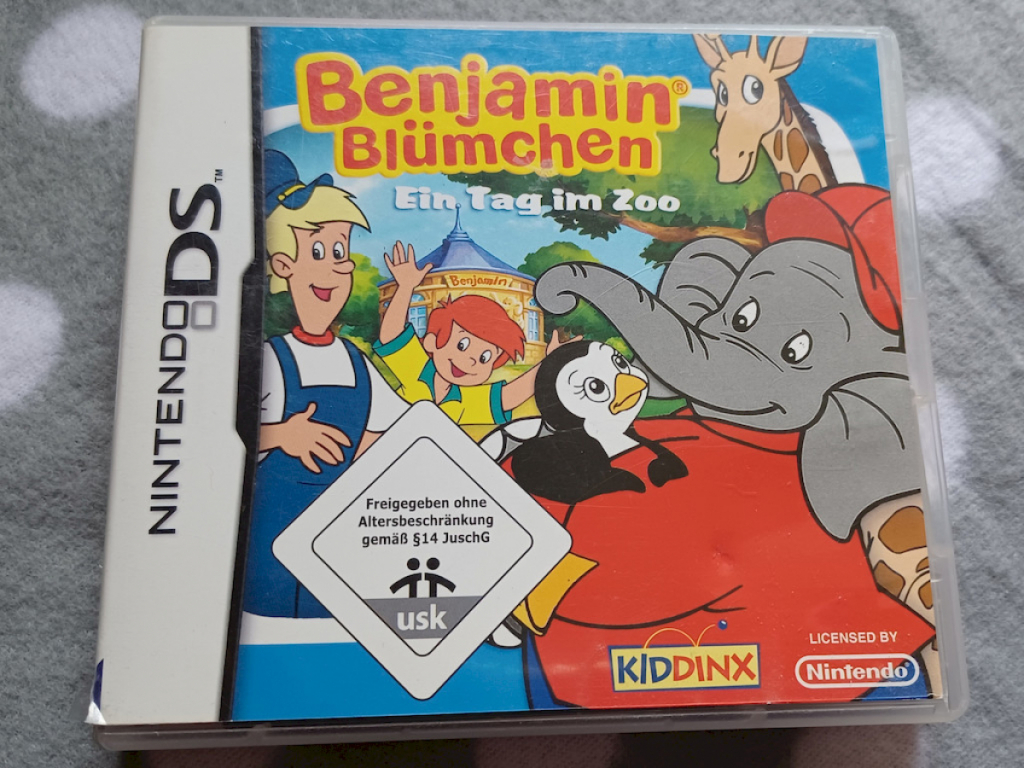 NINTENDO DS™
Benjamin®
Blümchen
Ein Tag im Zoo
Benjamin
Freigegeben ohne
Altersbeschränkung
gemäß §14 JuschG
usk
KIDDINX
LICENSED BY
Nintendo®